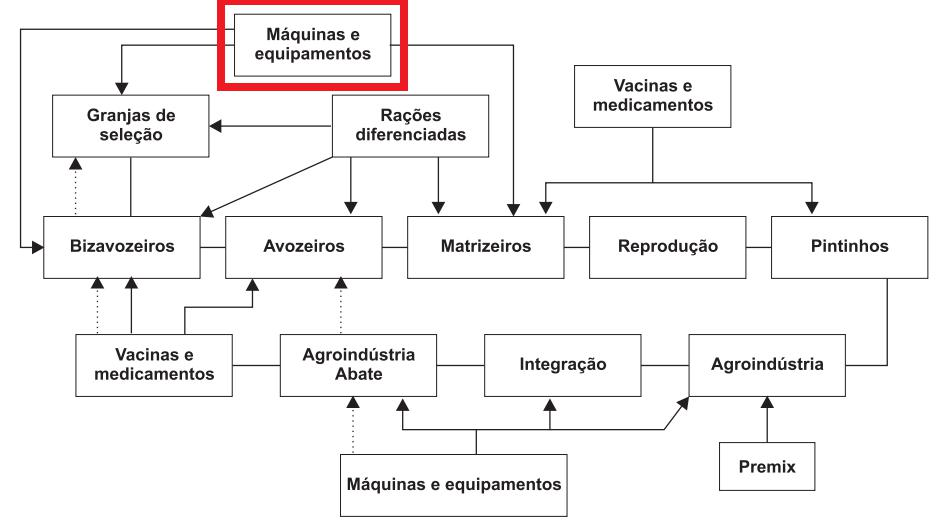 Máquinas e
equipamentos
Vacinas e
medicamentos
Granjas de
seleção
Rações
diferenciadas
Bizavozeiros
Avozeiros
Matrizeiros
Reprodução
Pintinhos
Vacinas e
medicamentos
Agroindústria
Abate
Integração
Agroindústria
Máquinas e equipamentos
Premix